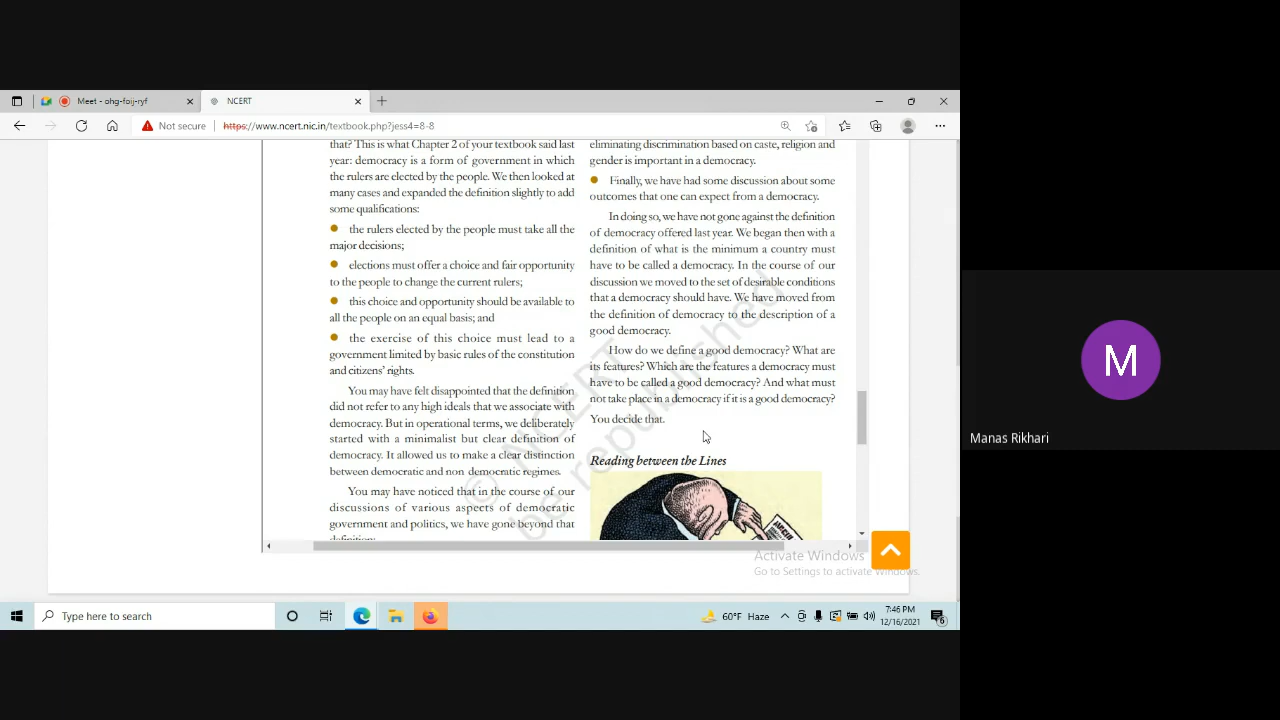 Meet - ohg-foij-ryf
NCERT
Not secure
https://www.ncert.nic.in/textbook.php?jess4=8-8
that? This is what Chapter 2 of your textbook said last
year: democracy is a form of government in which
the rulers are elected by the people. We then looked at
many cases and expanded the definition slightly to add
some qualifications:
the rulers elected by the people must take all the
major decisions;
elections must offer a choice and fair opportunity
to the people to change the current rulers;
this choice and opportunity should be available to
all the people on an equal basis; and
the exercise of this choice must lead to a
government limited by basic rules of the constitution
and citizens' rights.
You may have felt disappointed that the definition
did not refer to any high ideals that we associate with
democracy. But in operational terms, we deliberately
started with a minimalist but clear definition of
democracy. It allowed us to make a clear distinction
between democratic and non democratic regimes.
You may have noticed that in the course of our
discussions of various aspects of democratic
government and politics, we have gone beyond that
definition:
eliminating discrimination based on caste, religion and
gender is important in a democracy.
Finally, we have had some discussion about some
outcomes that one can expect from a democracy.
In doing so, we have not gone against the definition
of democracy offered last year. We began then with a
definition of what is the minimum a country must
have to be called a democracy. In the course of our
discussion we moved to the set of desirable conditions
that a democracy should have. We have moved from
the definition of democracy to the description of a
good democracy.
How do we define a good democracy? What are
its features? Which are the features a democracy must
have to be called a good democracy? And what must
not take place in a democracy if it is a good democracy?
You decide that.
Reading between the Lines
© NCERT
be republished
Activate Windows
Go to Settings to activate Windows.
Type here to search
60°F Haze
7:46 PM
12/16/2021
6
M
Manas Rikhari